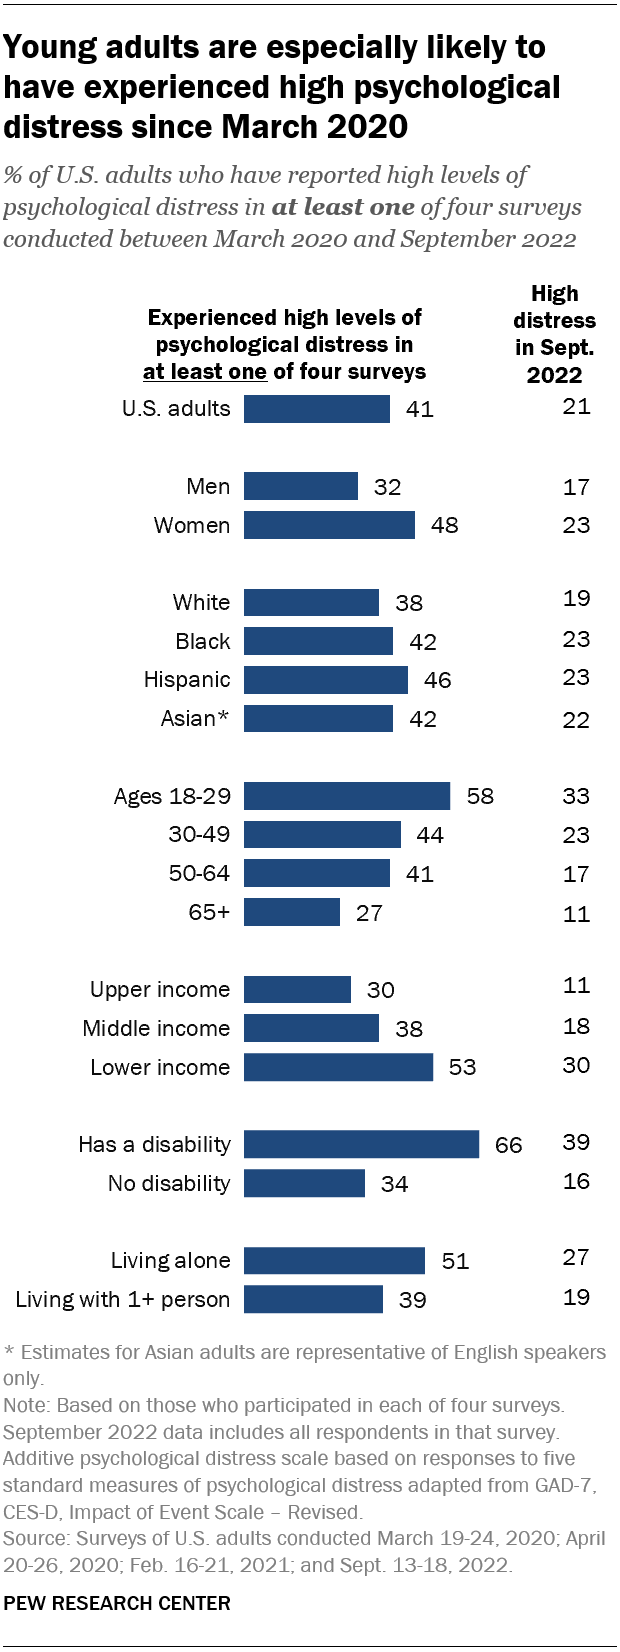 Young adults are especially likely to
have experienced high psychological
distress since March 2020
% of U.S. adults who have reported high levels of
psychological distress in at least one of four surveys
conducted between March 2020 and September 2022
Experienced high levels of
psychological distress in
at least one of four surveys
High
distress
in Sept.
2022
U.S. adults 41 21
Men 32 17
Women 48 23
White 38 19
Black 42 23
Hispanic 46 23
Asian* 42 22
Ages 18-29 58 33
30-49 44 23
50-64 41 17
65+ 27 11
Upper income 30 11
Middle income 38 18
Lower income 53 30
Has a disability 66 39
No disability 34 16
Living alone 51 27
Living with 1+ person 39 19
* Estimates for Asian adults are representative of English speakers
only.
Note: Based on those who participated in each of four surveys.
September 2022 data includes all respondents in that survey.
Additive psychological distress scale based on responses to five
standard measures of psychological distress adapted from GAD-7,
CES-D, Impact of Event Scale – Revised.
Source: Surveys of U.S. adults conducted March 19-24, 2020; April
20-26, 2020; Feb. 16-21, 2021; and Sept. 13-18, 2022.
PEW RESEARCH CENTER